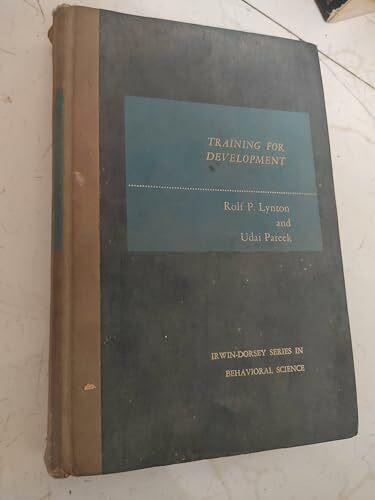 TRAINING FOR
DEVELOPMENT
Rolf P. Lynton
and
Udai Pareek
IRWIN-DORSEY SERIES IN
BEHAVIORAL SCIENCE